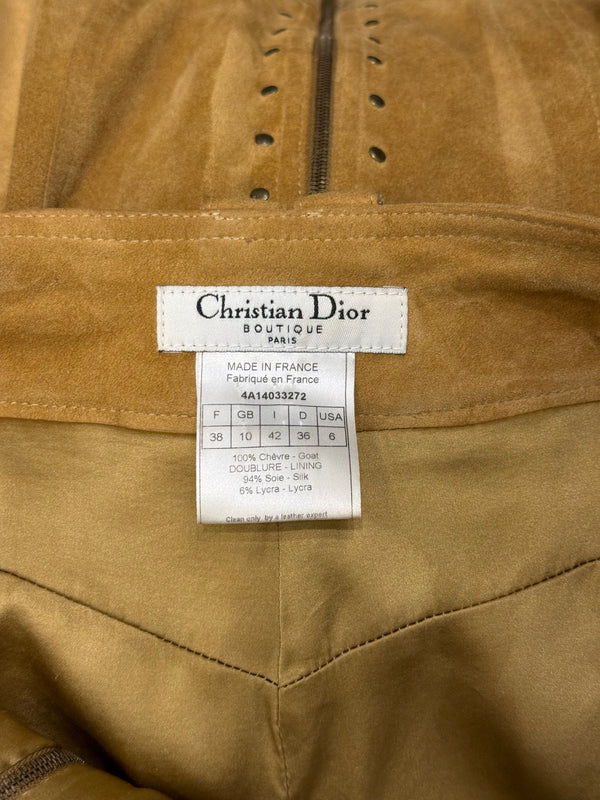 Christian Dior
BOUTIQUE
PARIS
MADE IN FRANCE
Fabriqué en France
4A14033272
F GB I D USA
38 10 42 36 6
100% Chèvre - Goat
DOUBLURE - LINING
94% Soie - Silk
6% Lycra - Lycra
Clean only by a leather expert